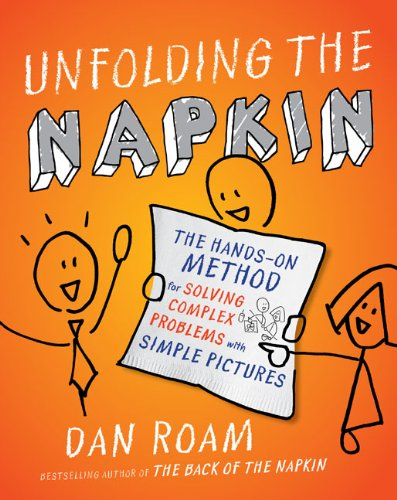 UNFOLDING THE
NAPKIN
THE HANDS-ON
METHOD
for SOLVING
COMPLEX
PROBLEMS with
SIMPLE PICTURES
DAN ROAM
BESTSELLING AUTHOR OF THE BACK OF THE NAPKIN